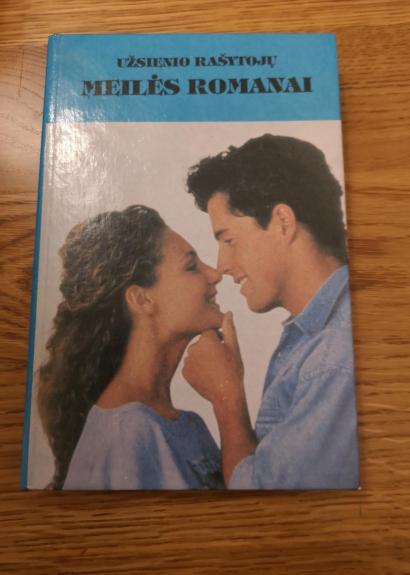 UŽSIENIO RAŠYTOJŲ
MEILĖS ROMANAI